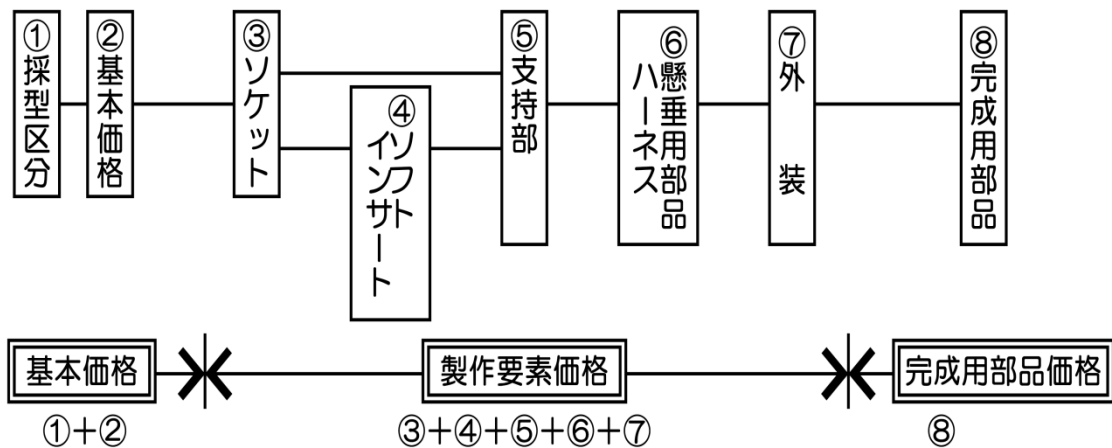 ①採型区分
②基本価格
③ソケット
④ソフト
インサート
⑤支持部
⑥懸垂用部品
ハーネス
⑦外装
⑧完成用部品
基本価格
製作要素価格
完成用部品価格
①+②
③+④+⑤+⑥+⑦
⑧